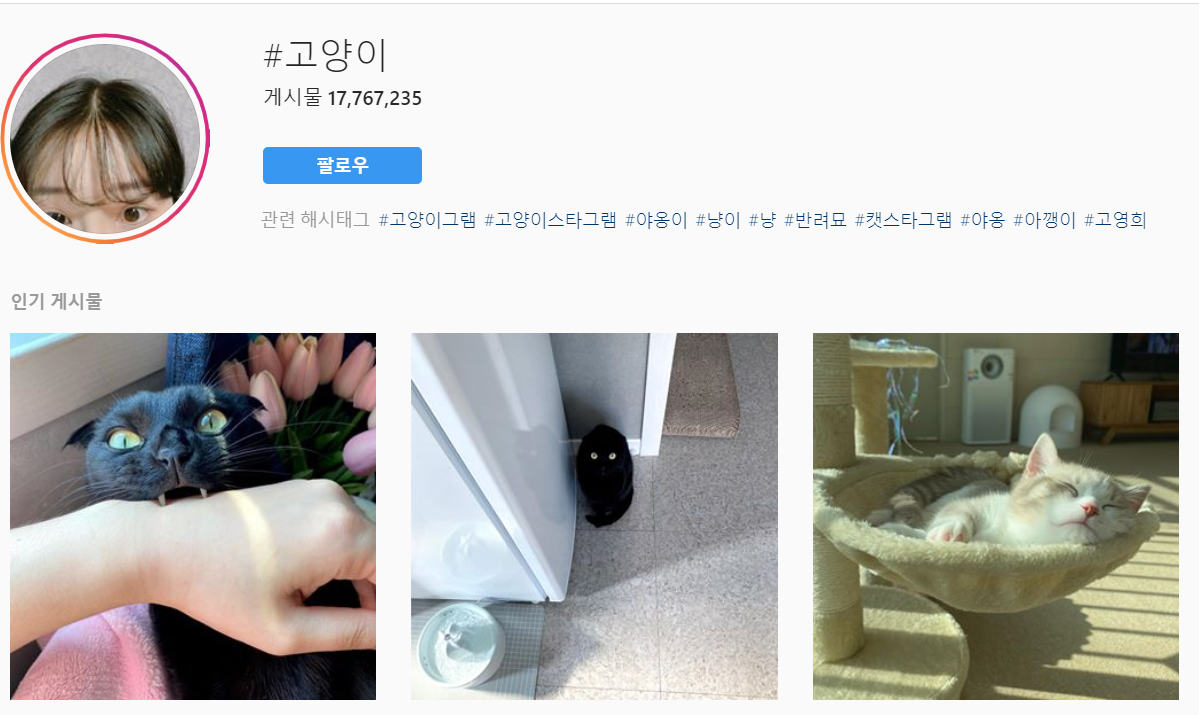 #고양이
게시물 17,767,235
팔로우
관련 해시태그 #고양이그램 #고양이스타그램 #야옹이 #냥이 #냥 #반려묘 #캣스타그램 #야옹 #아깽이 #고영희
인기 게시물